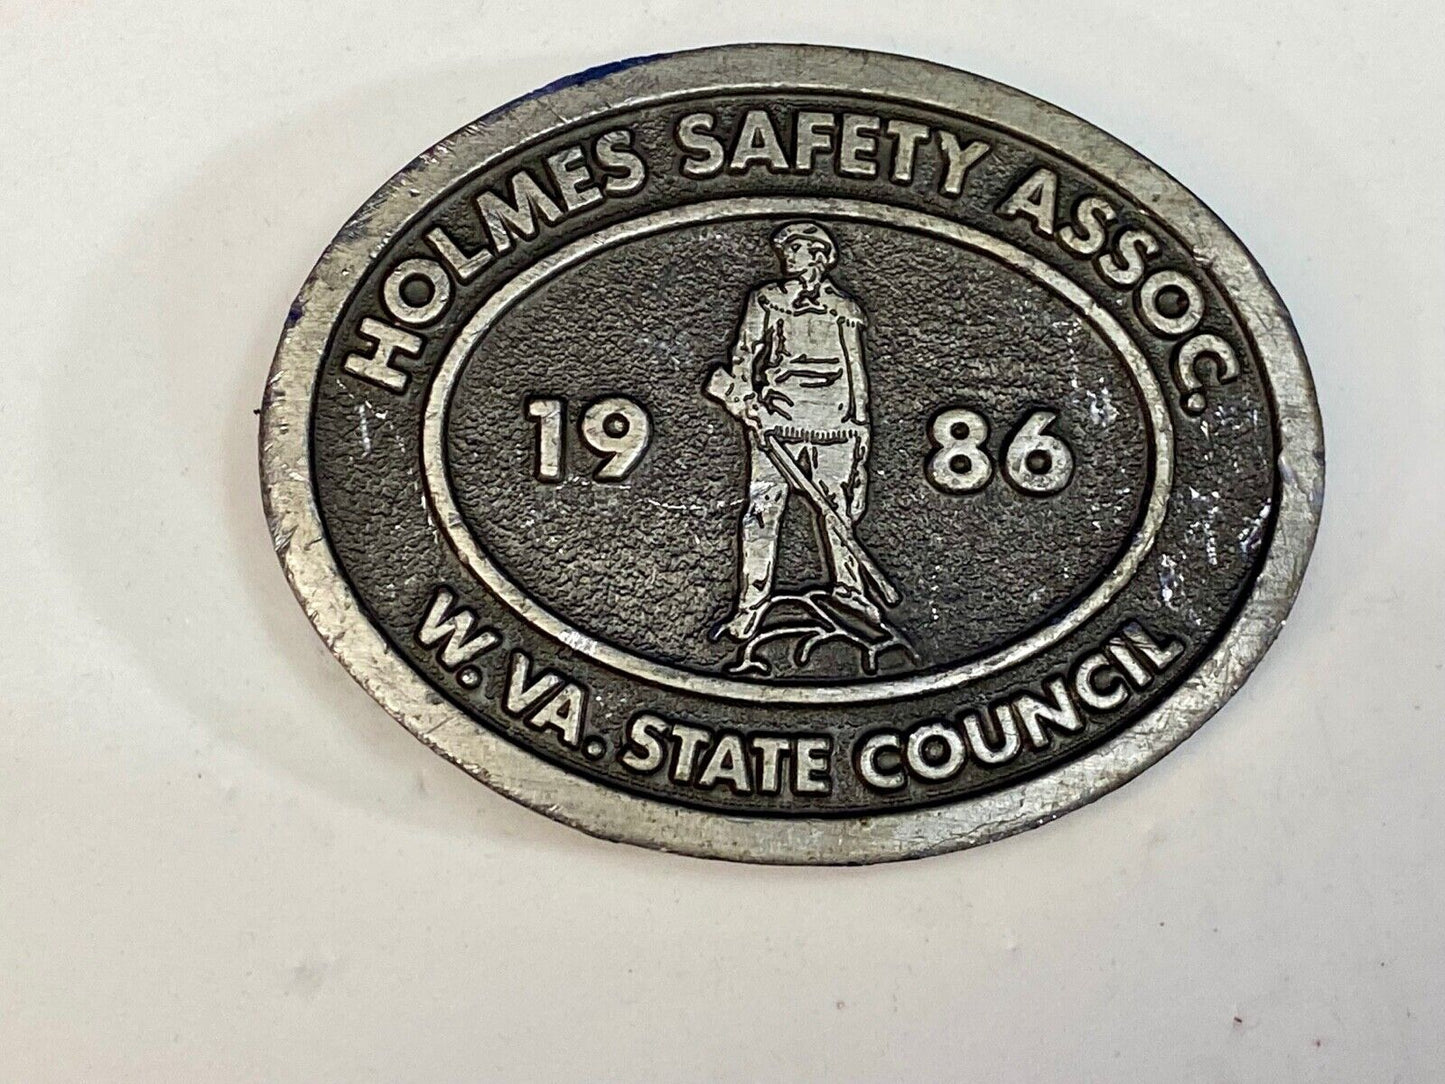 HOLMES SAFETY ASSOC.
19 86
W. VA. STATE COUNCIL